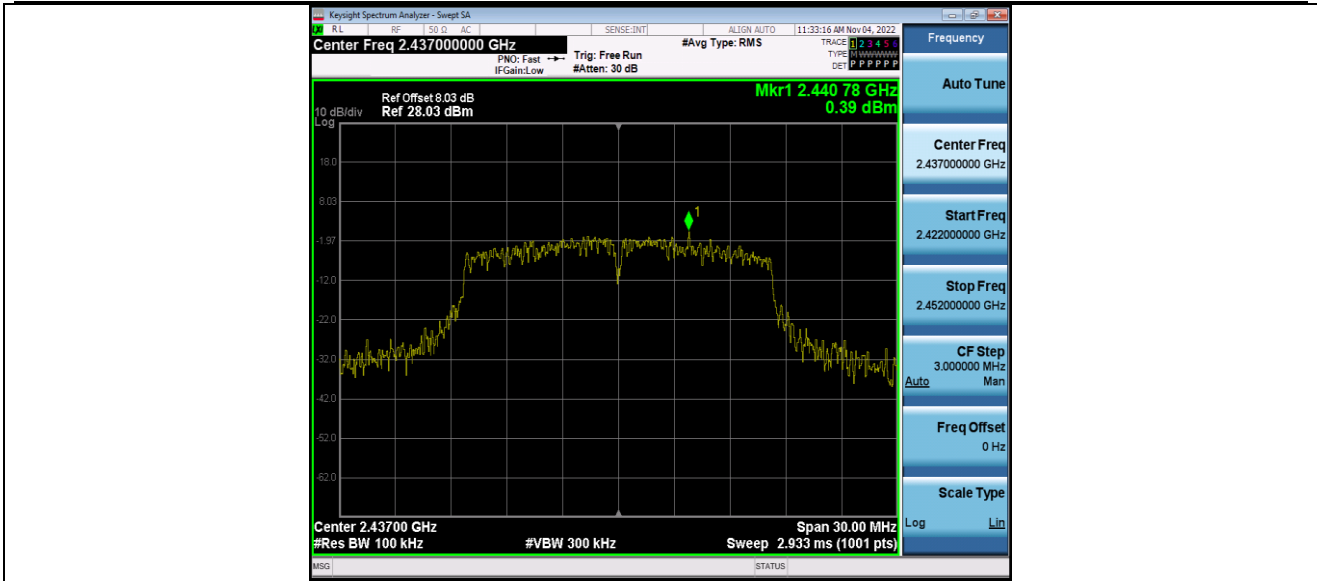 Keysight Spectrum Analyzer - Swept SA
RL RF 50 Ω AC SENSE:INT ALIGN AUTO 11:33:16 AM Nov 04, 2022
Center Freq 2.437000000 GHz
#Avg Type: RMS
TRACE 1 2 3 4 5 6
PNO: Fast Trig: Free Run
TYPE M WWWWW
IFGain:Low #Atten: 30 dB
DET P P P P P P
Mkr1 2.440 78 GHz
0.39 dBm
Ref Offset 8.03 dB
10 dB/div Ref 28.03 dBm
Log
1
18.0
8.03
-1.97
-12.0
-22.0
-32.0
-42.0
-52.0
-62.0
Center 2.43700 GHz Span 30.00 MHz
#Res BW 100 kHz #VBW 300 kHz Sweep 2.933 ms (1001 pts)
MSG STATUS
Frequency
Auto Tune
Center Freq
2.437000000 GHz
Start Freq
2.422000000 GHz
Stop Freq
2.452000000 GHz
CF Step
3.000000 MHz
Auto Man
Freq Offset
0 Hz
Scale Type
Log Lin